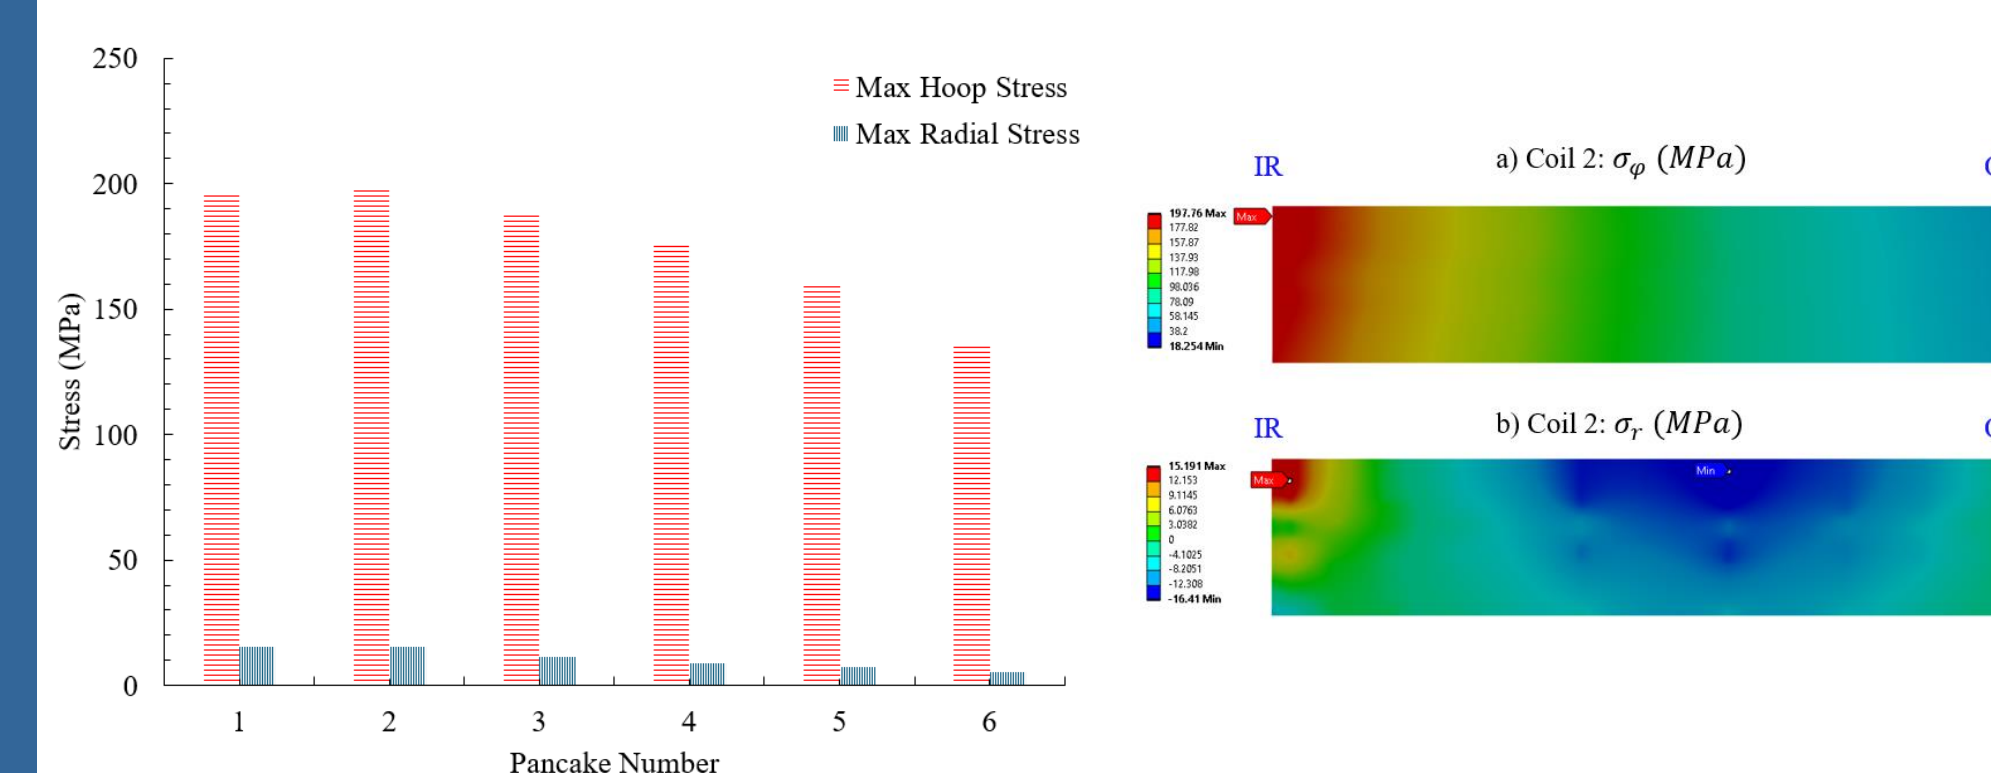 250
200
150
100
50
0
Stress (MPa)
1 2 3 4 5 6
Pancake Number
Max Hoop Stress
Max Radial Stress
IR
a) Coil 2: σφ (MPa)
197.76 Max
177.82
157.87
137.93
117.98
98.036
78.09
58.145
38.2
18.254 Min
Max
IR
b) Coil 2: σr (MPa)
15.191 Max
12.153
9.1145
6.0763
3.0382
0
-4.1025
-8.2051
-12.308
-16.41 Min
Max
Min